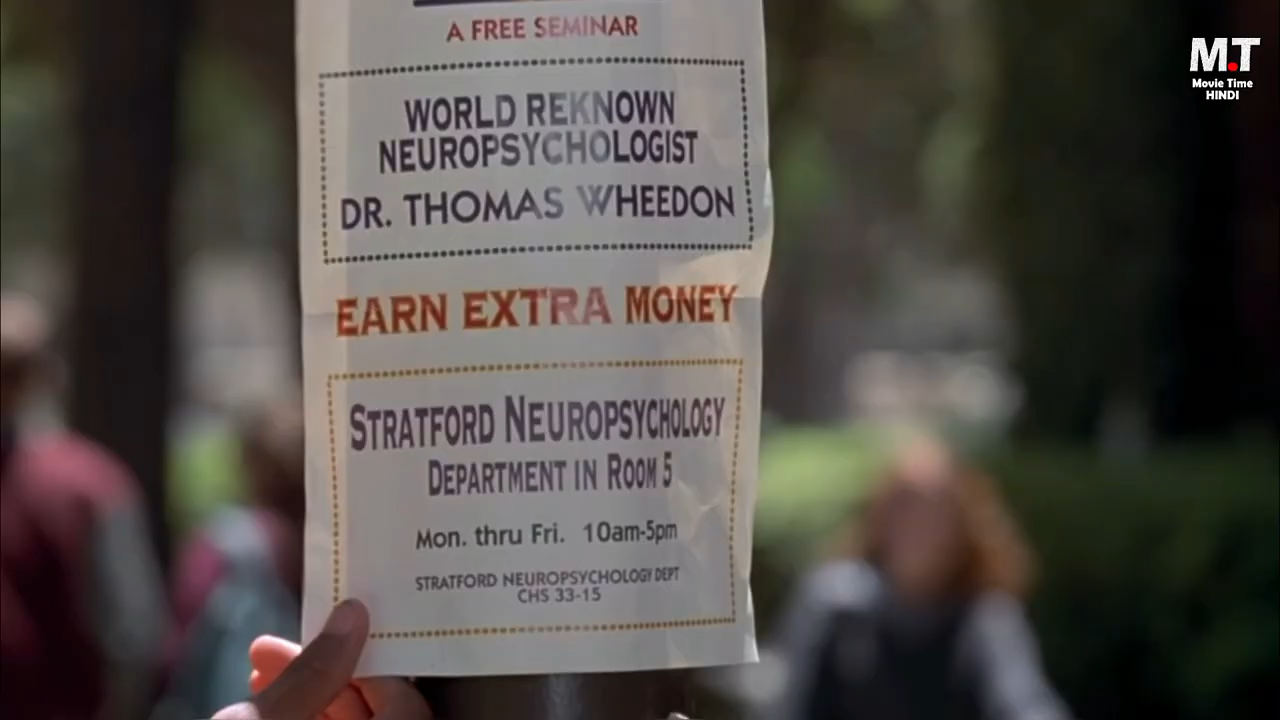 A FREE SEMINAR
WORLD REKNOWN
NEUROPSYCHOLOGIST
DR. THOMAS WHEEDON
EARN EXTRA MONEY
STRATFORD NEUROPSYCHOLOGY
DEPARTMENT IN ROOM 5
Mon. thru Fri. 10am-5pm
STRATFORD NEUROPSYCHOLOGY DEPT
CHS 33-15
M.T
Movie Time
HINDI